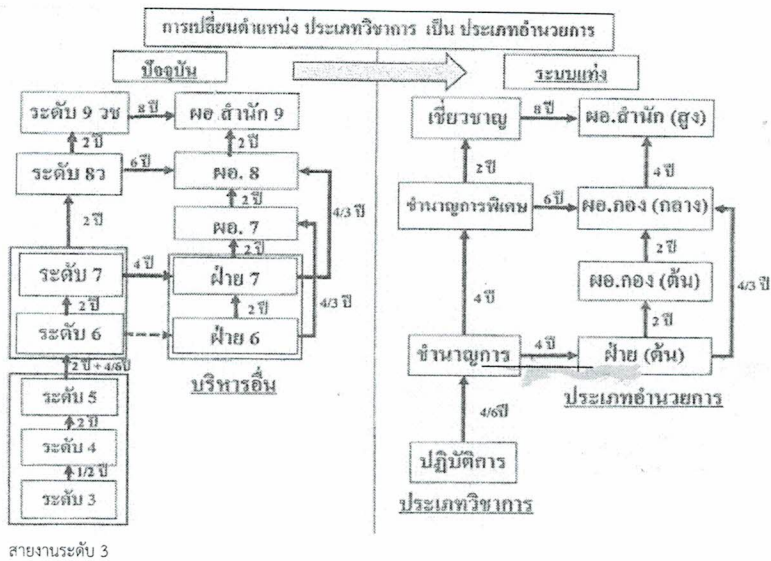 การเปลี่ยนตำแหน่ง ประเภทวิชาการ เป็น ประเภทอำนวยการ
ปัจจุบัน
ระดับ 9 วช
8 ปี
ผอ สำนัก 9
2 ปี
2 ปี
ระดับ 8ว
6 ปี
ผอ. 8
2 ปี
2 ปี
4/3 ปี
ผอ. 7
2 ปี
ระดับ 7
4 ปี
ฝ่าย 7
2 ปี
2 ปี
4/3 ปี
ระดับ 6
ฝ่าย 6
2 ปี + 4/6ปี
บริหารอื่น
ระดับ 5
2 ปี
ระดับ 4
1/2 ปี
ระดับ 3
สายงานระดับ 3
ระบบแท่ง
เชี่ยวชาญ
8 ปี
ผอ.สำนัก (สูง)
2 ปี
4 ปี
ชำนาญการพิเศษ
6 ปี
ผอ.กอง (กลาง)
2 ปี
4/3 ปี
ผอ.กอง (ต้น)
4 ปี
2 ปี
ชำนาญการ
4 ปี
ฝ่าย (ต้น)
4/6ปี
ประเภทอำนวยการ
ปฏิบัติการ
ประเภทวิชาการ